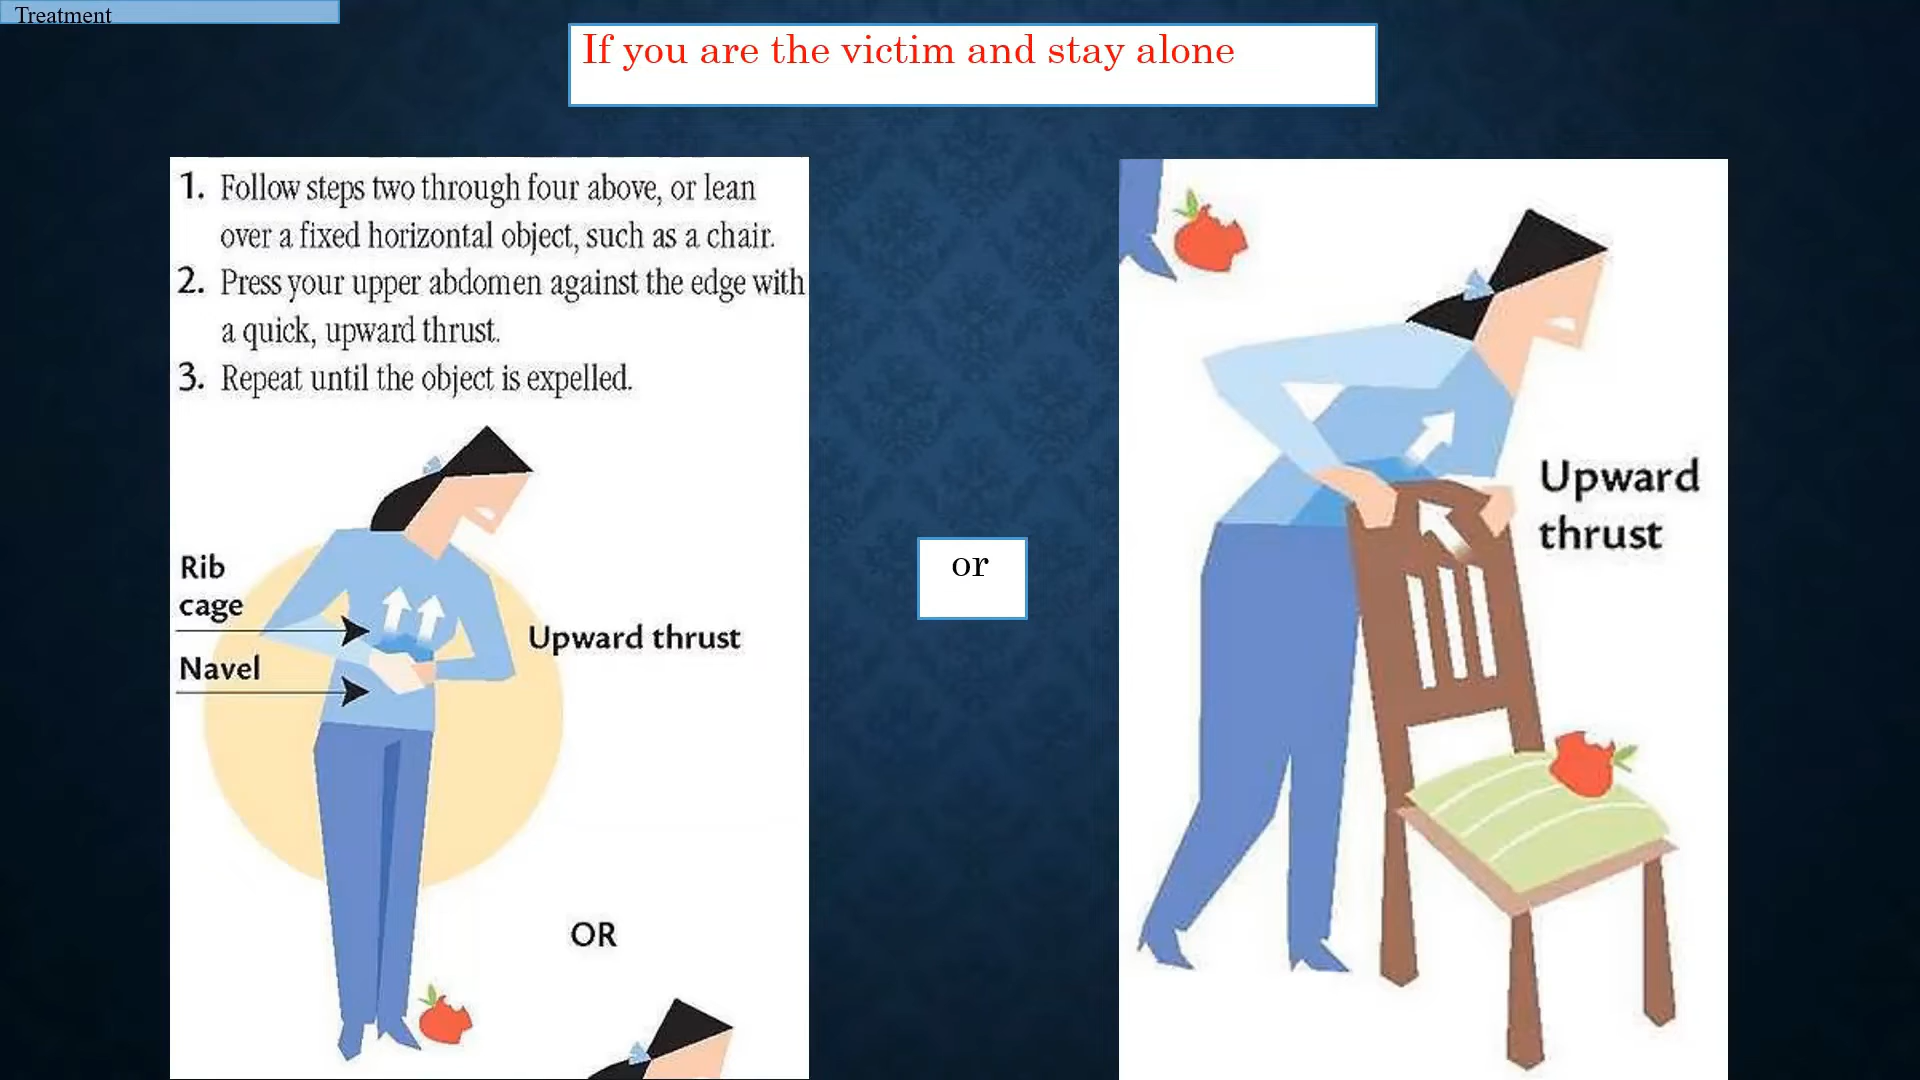 Treatment
If you are the victim and stay alone
1. Follow steps two through four above, or lean
over a fixed horizontal object, such as a chair.
2. Press your upper abdomen against the edge with
a quick, upward thrust.
3. Repeat until the object is expelled.
Rib
cage
Navel
Upward thrust
OR
or
Upward
thrust